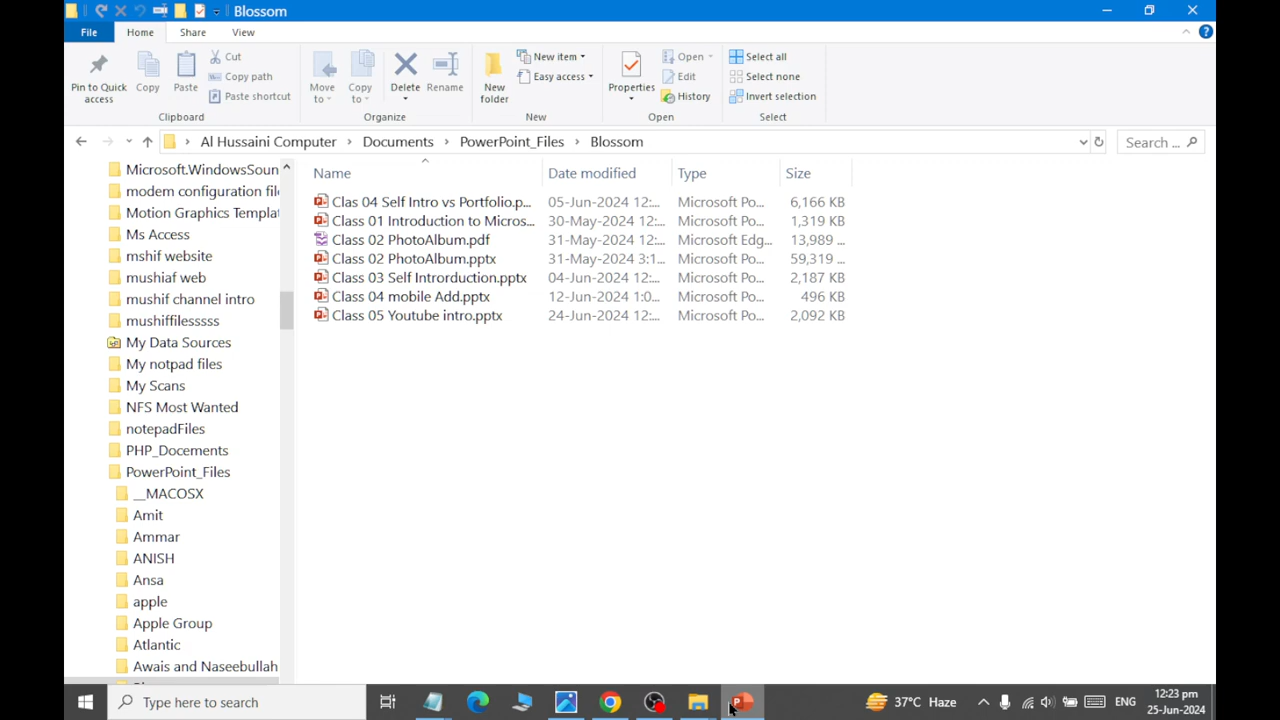 Blossom
File Home Share View
Pin to Quick access
Copy
Paste
Cut
Copy path
Paste shortcut
Clipboard
Move to
Copy to
Delete
Rename
Organize
New folder
New item
Easy access
New
Properties
Open
Edit
History
Open
Select all
Select none
Invert selection
Select
Al Hussaini Computer › Documents › PowerPoint_Files › Blossom
Search ...
Microsoft.WindowsSoun
modem configuration fil
Motion Graphics Templat
Ms Access
mshif website
mushiaf web
mushif channel intro
mushiffilesssss
My Data Sources
My notpad files
My Scans
NFS Most Wanted
notepadFiles
PHP_Docements
PowerPoint_Files
__MACOSX
Amit
Ammar
ANISH
Ansa
apple
Apple Group
Atlantic
Awais and Naseebullah
Name Date modified Type Size
Clas 04 Self Intro vs Portfolio.p... 05-Jun-2024 12:... Microsoft Po... 6,166 KB
Class 01 Introduction to Micros... 30-May-2024 12:... Microsoft Po... 1,319 KB
Class 02 PhotoAlbum.pdf 31-May-2024 12:... Microsoft Edg... 13,989 ...
Class 02 PhotoAlbum.pptx 31-May-2024 3:1... Microsoft Po... 59,319 ...
Class 03 Self Introrduction.pptx 04-Jun-2024 12:... Microsoft Po... 2,187 KB
Class 04 mobile Add.pptx 12-Jun-2024 1:0... Microsoft Po... 496 KB
Class 05 Youtube intro.pptx 24-Jun-2024 12:... Microsoft Po... 2,092 KB
Type here to search
37°C Haze
ENG
12:23 pm
25-Jun-2024